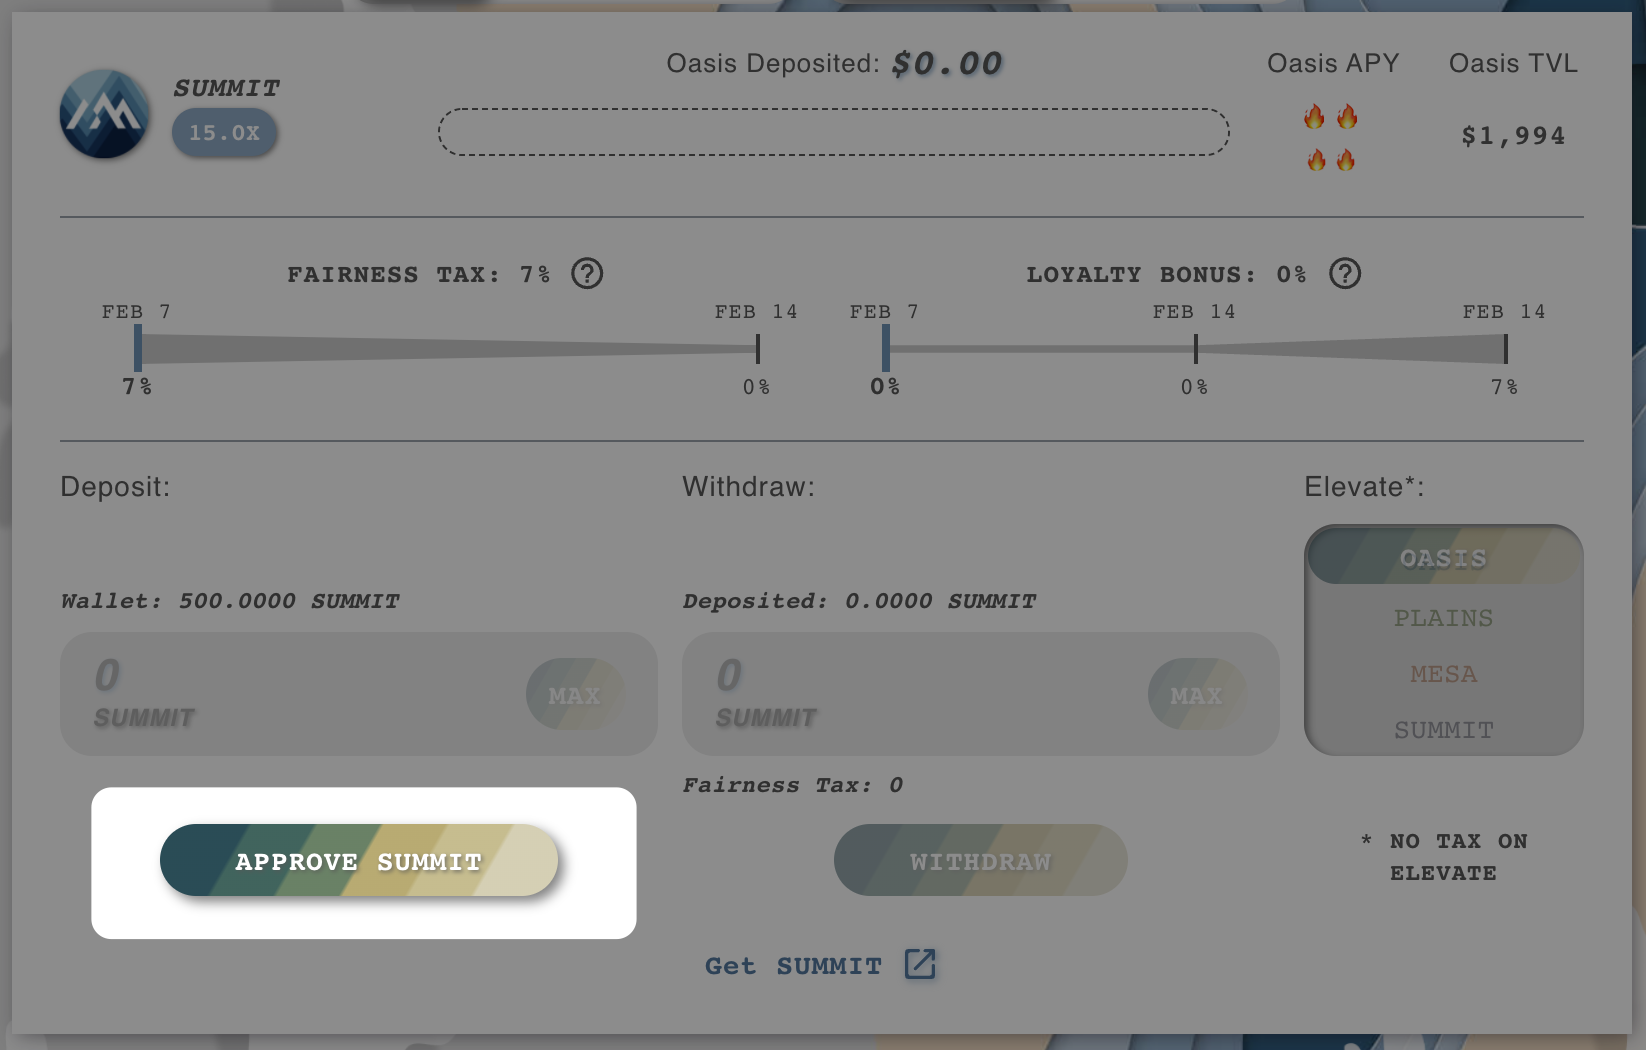 SUMMIT
15.0X
Oasis Deposited: $0.00
Oasis APY
Oasis TVL
$1,994
FAIRNESS TAX: 7%
FEB 7
FEB 14
7%
0%
LOYALTY BONUS: 0%
FEB 7
FEB 14
FEB 14
0%
0%
7%
Deposit:
Wallet: 500.0000 SUMMIT
0
SUMMIT
MAX
APPROVE SUMMIT
Withdraw:
Deposited: 0.0000 SUMMIT
0
SUMMIT
MAX
Fairness Tax: 0
WITHDRAW
Elevate*:
OASIS
PLAINS
MESA
SUMMIT
* NO TAX ON
ELEVATE
Get SUMMIT